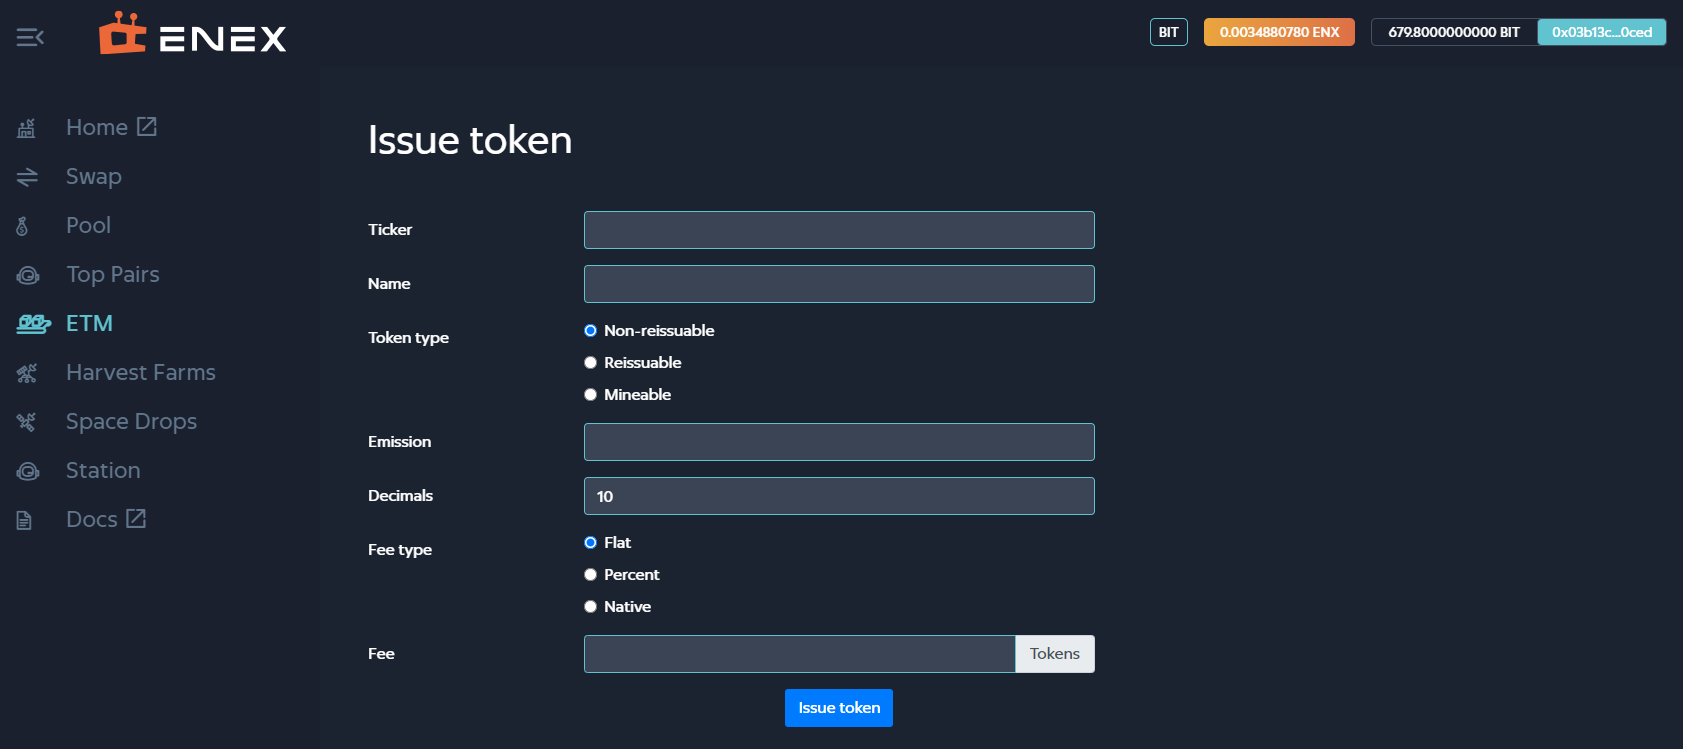 ENEX
BIT
0.0034880780 ENX
679.8000000000 BIT
0x03b13c...0ced
Home
Swap
Pool
Top Pairs
ETM
Harvest Farms
Space Drops
Station
Docs
Issue token
Ticker
Name
Token type
Non-reissuable
Reissuable
Mineable
Emission
Decimals
10
Fee type
Flat
Percent
Native
Fee
Tokens
Issue token